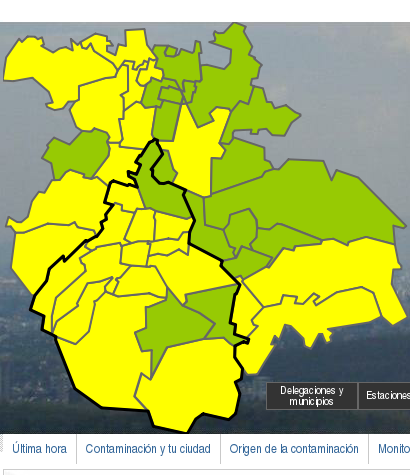 Delegaciones y
municipios
Estaciones
Última hora
Contaminación y tu ciudad
Origen de la contaminación
Monito